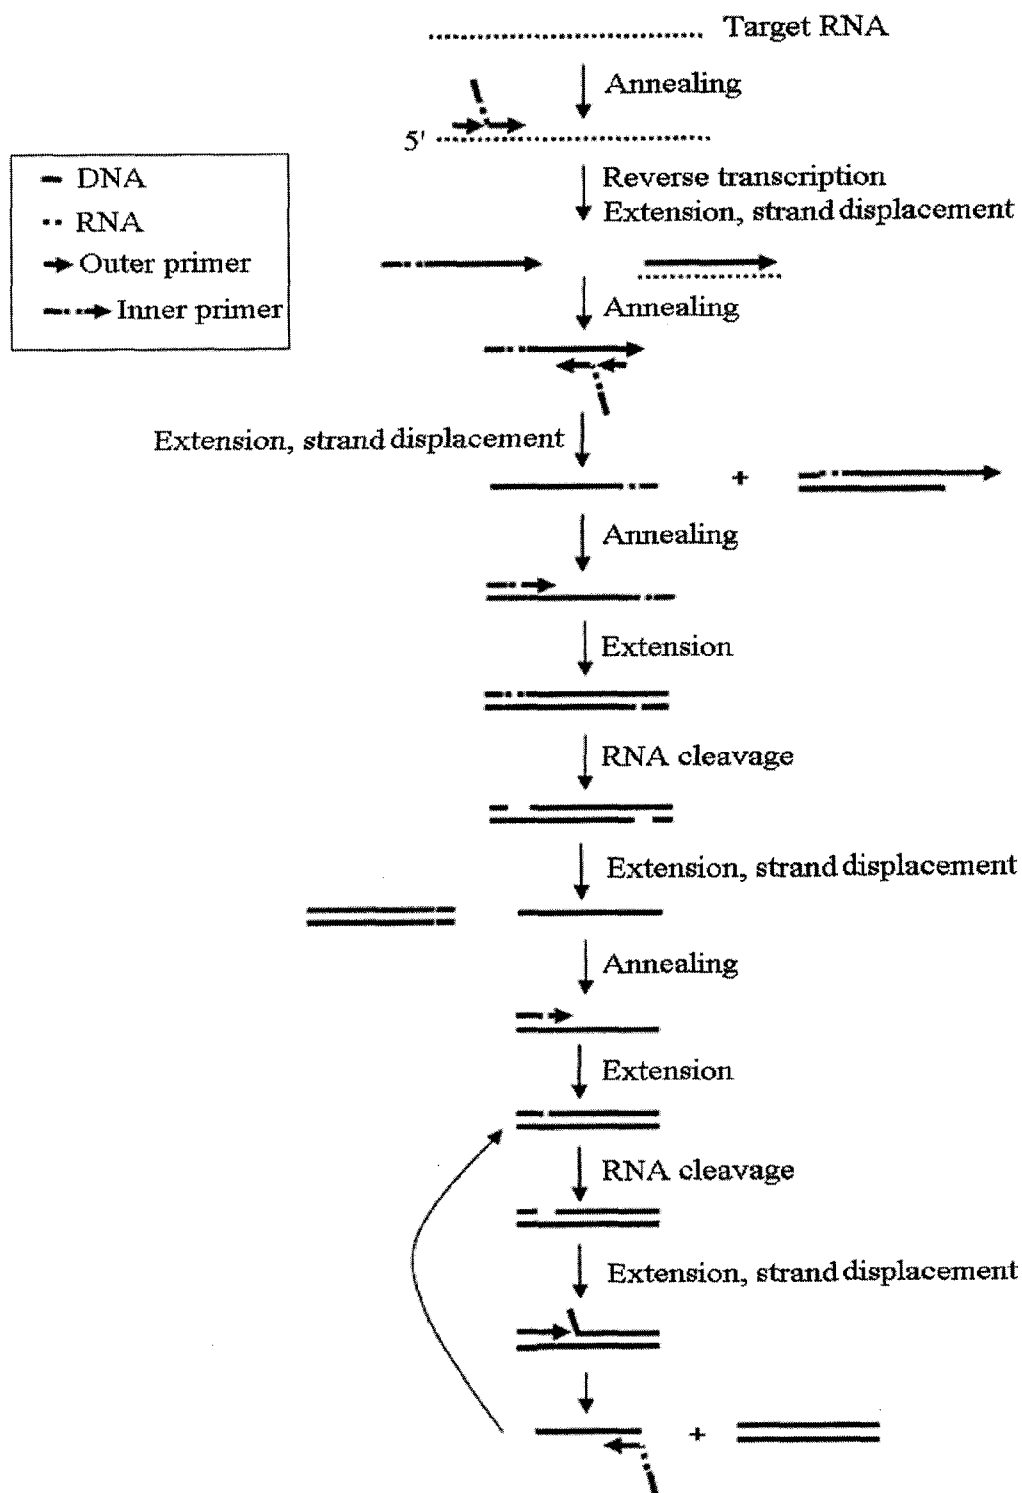 Target RNA
Annealing
5'
DNA
RNA
Outer primer
Inner primer
Reverse transcription
Extension, strand displacement
Annealing
Extension, strand displacement
+
Annealing
Extension
RNA cleavage
Extension, strand displacement
Annealing
Extension
RNA cleavage
Extension, strand displacement
+